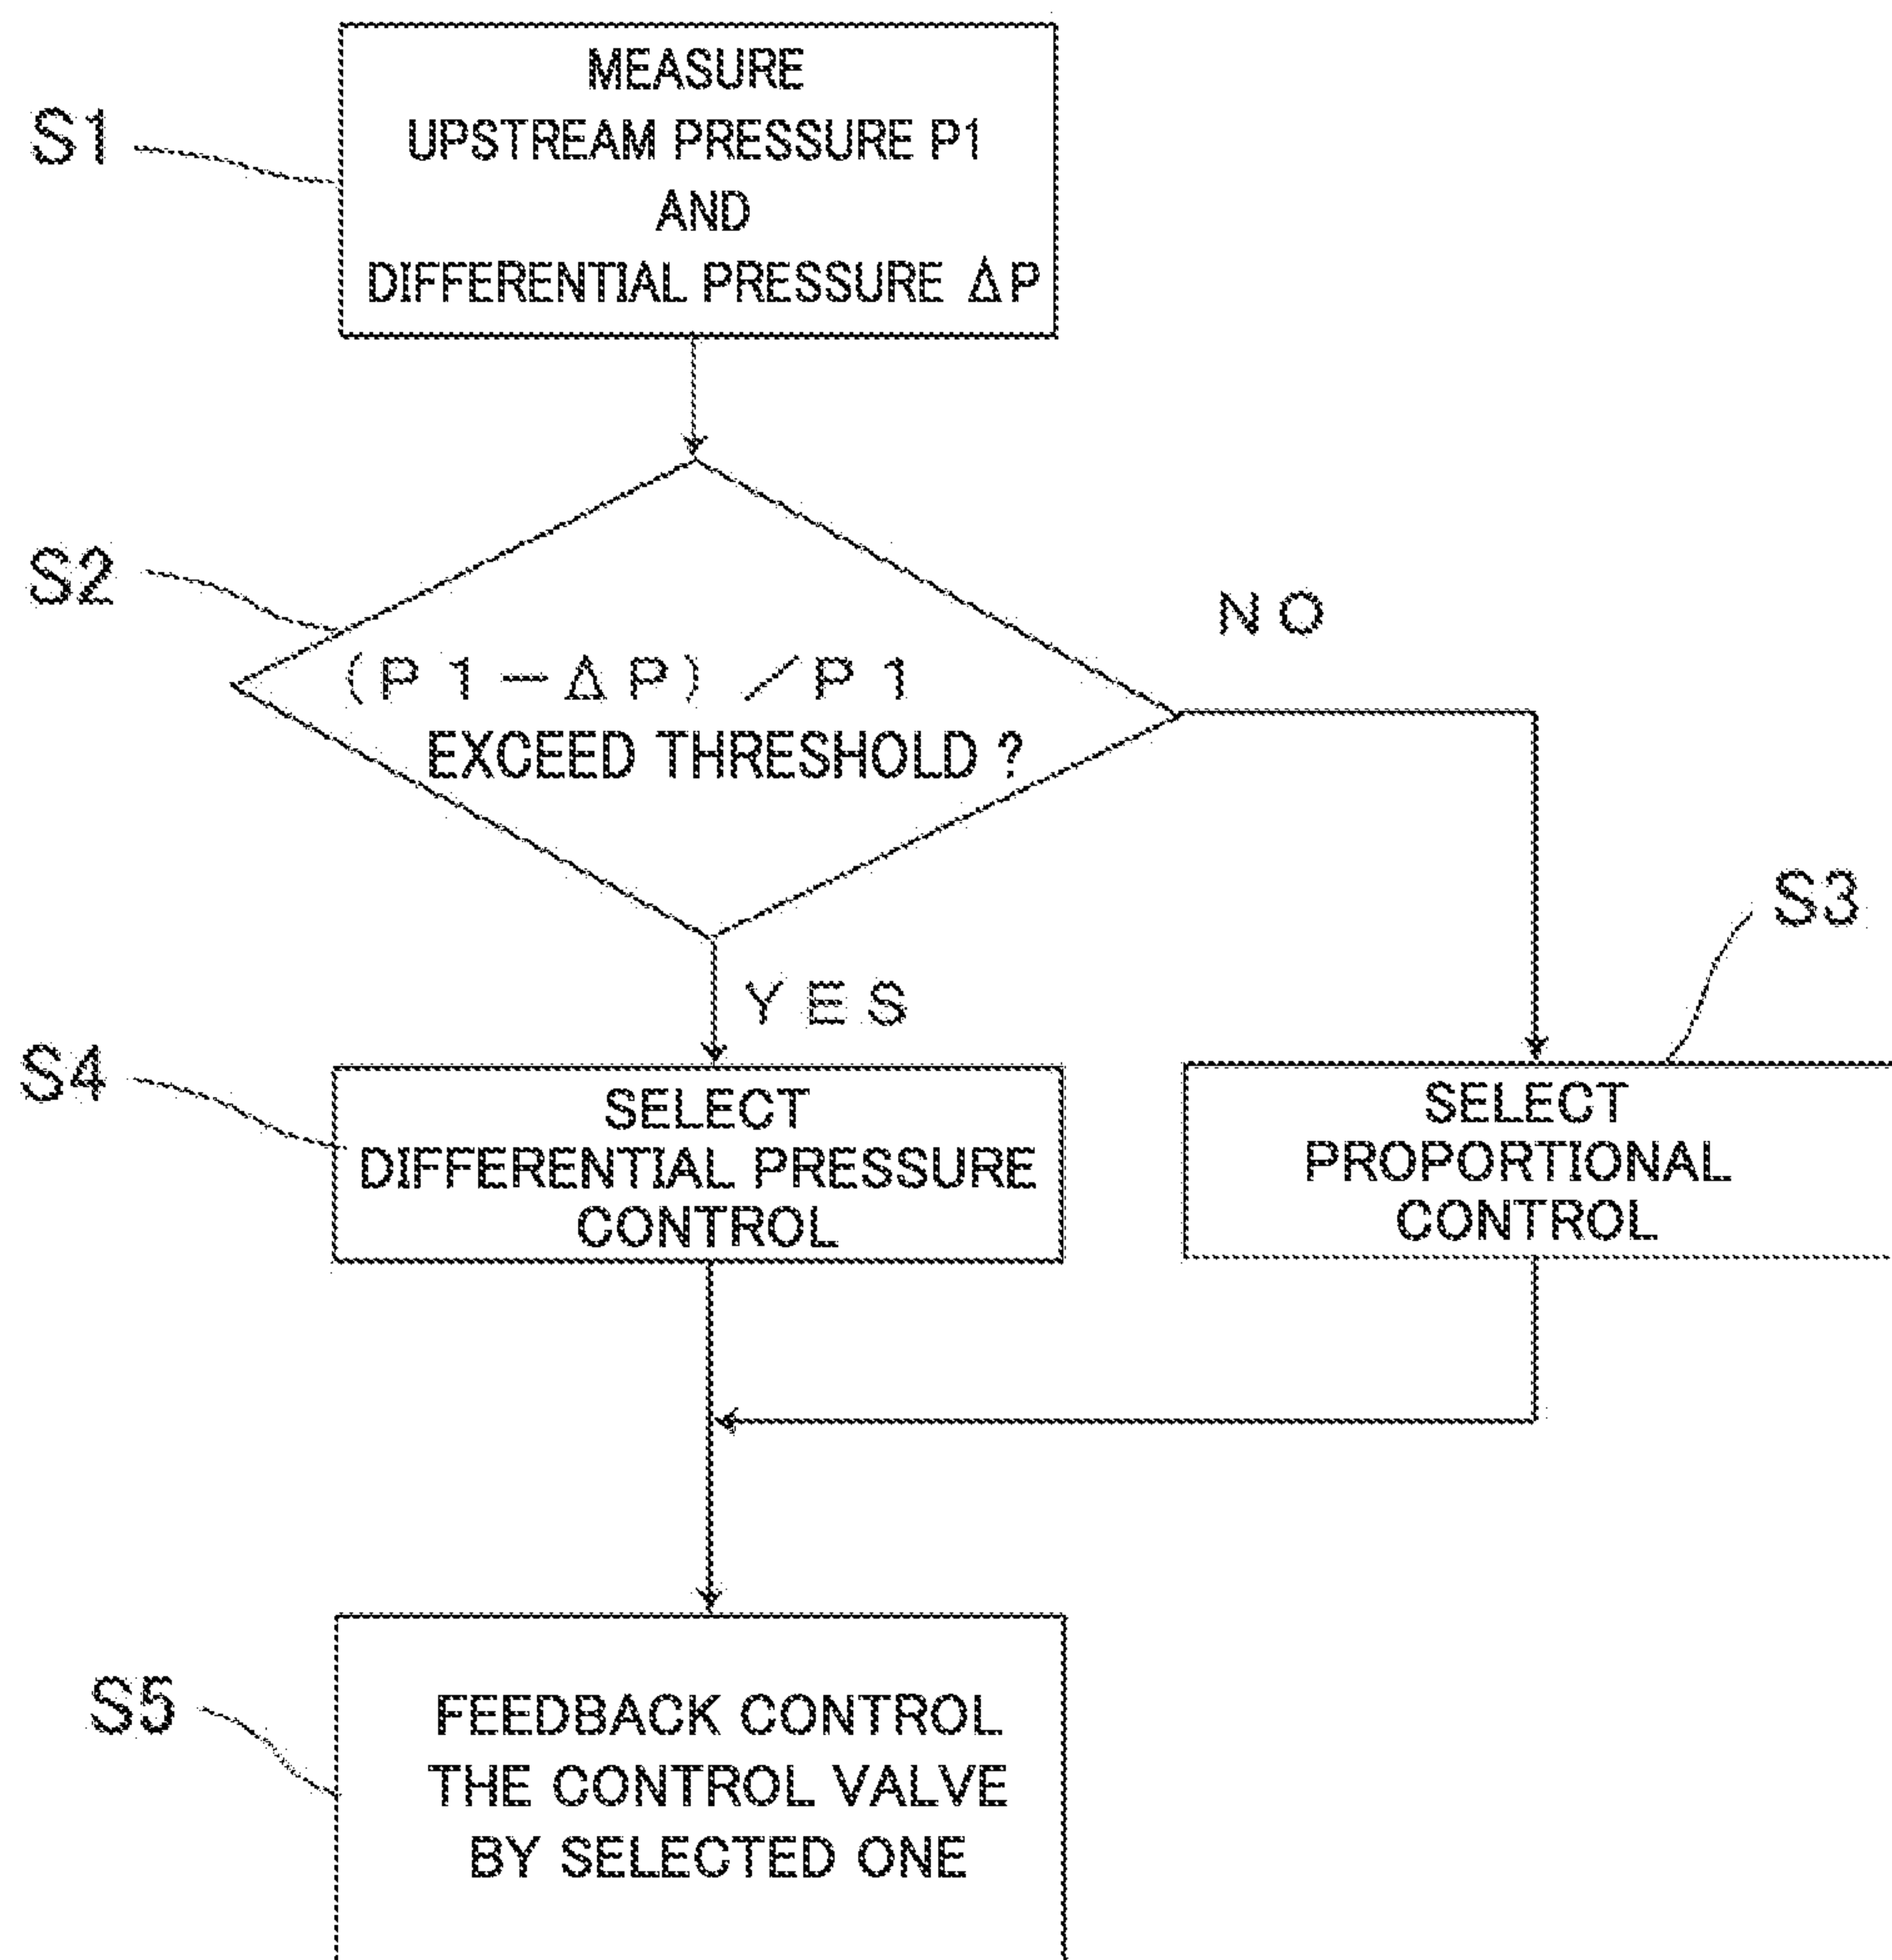 S1
MEASURE
UPSTREAM PRESSURE P1
AND
DIFFERENTIAL PRESSURE ΔP
S2
(P1-ΔP)/P1
EXCEED THRESHOLD?
NO
YES
S3
S4
SELECT
DIFFERENTIAL PRESSURE
CONTROL
SELECT
PROPORTIONAL
CONTROL
S5
FEEDBACK CONTROL
THE CONTROL VALVE
BY SELECTED ONE